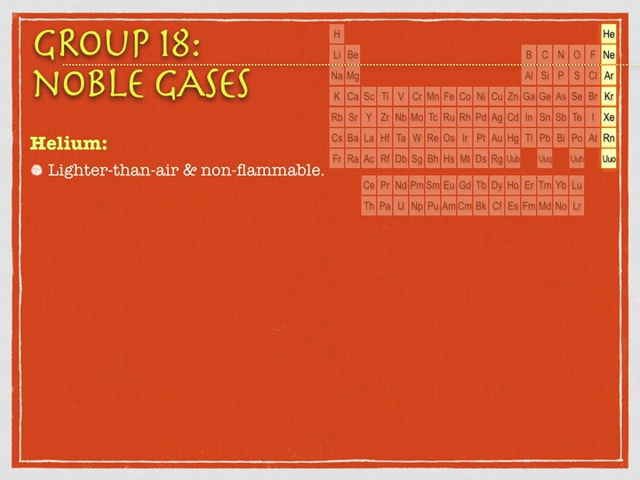 GROUP 18:
NOBLE GASES
Helium:
Lighter-than-air & non-flammable.
H He
Li Be B C N O F Ne
Na Mg Al Si P S Cl Ar
K Ca Sc Ti V Cr Mn Fe Co Ni Cu Zn Ga Ge As Se Br Kr
Rb Sr Y Zr Nb Mo Tc Ru Rh Pd Ag Cd In Sn Sb Te I Xe
Cs Ba La Hf Ta W Re Os Ir Pt Au Hg Tl Pb Bi Po At Rn
Fr Ra Ac Rf Db Sg Bh Hs Mt Ds Rg Uub Uuq Uuh Uuo
Ce Pr Nd Pm Sm Eu Gd Tb Dy Ho Er Tm Yb Lu
Th Pa U Np Pu Am Cm Bk Cf Es Fm Md No Lr